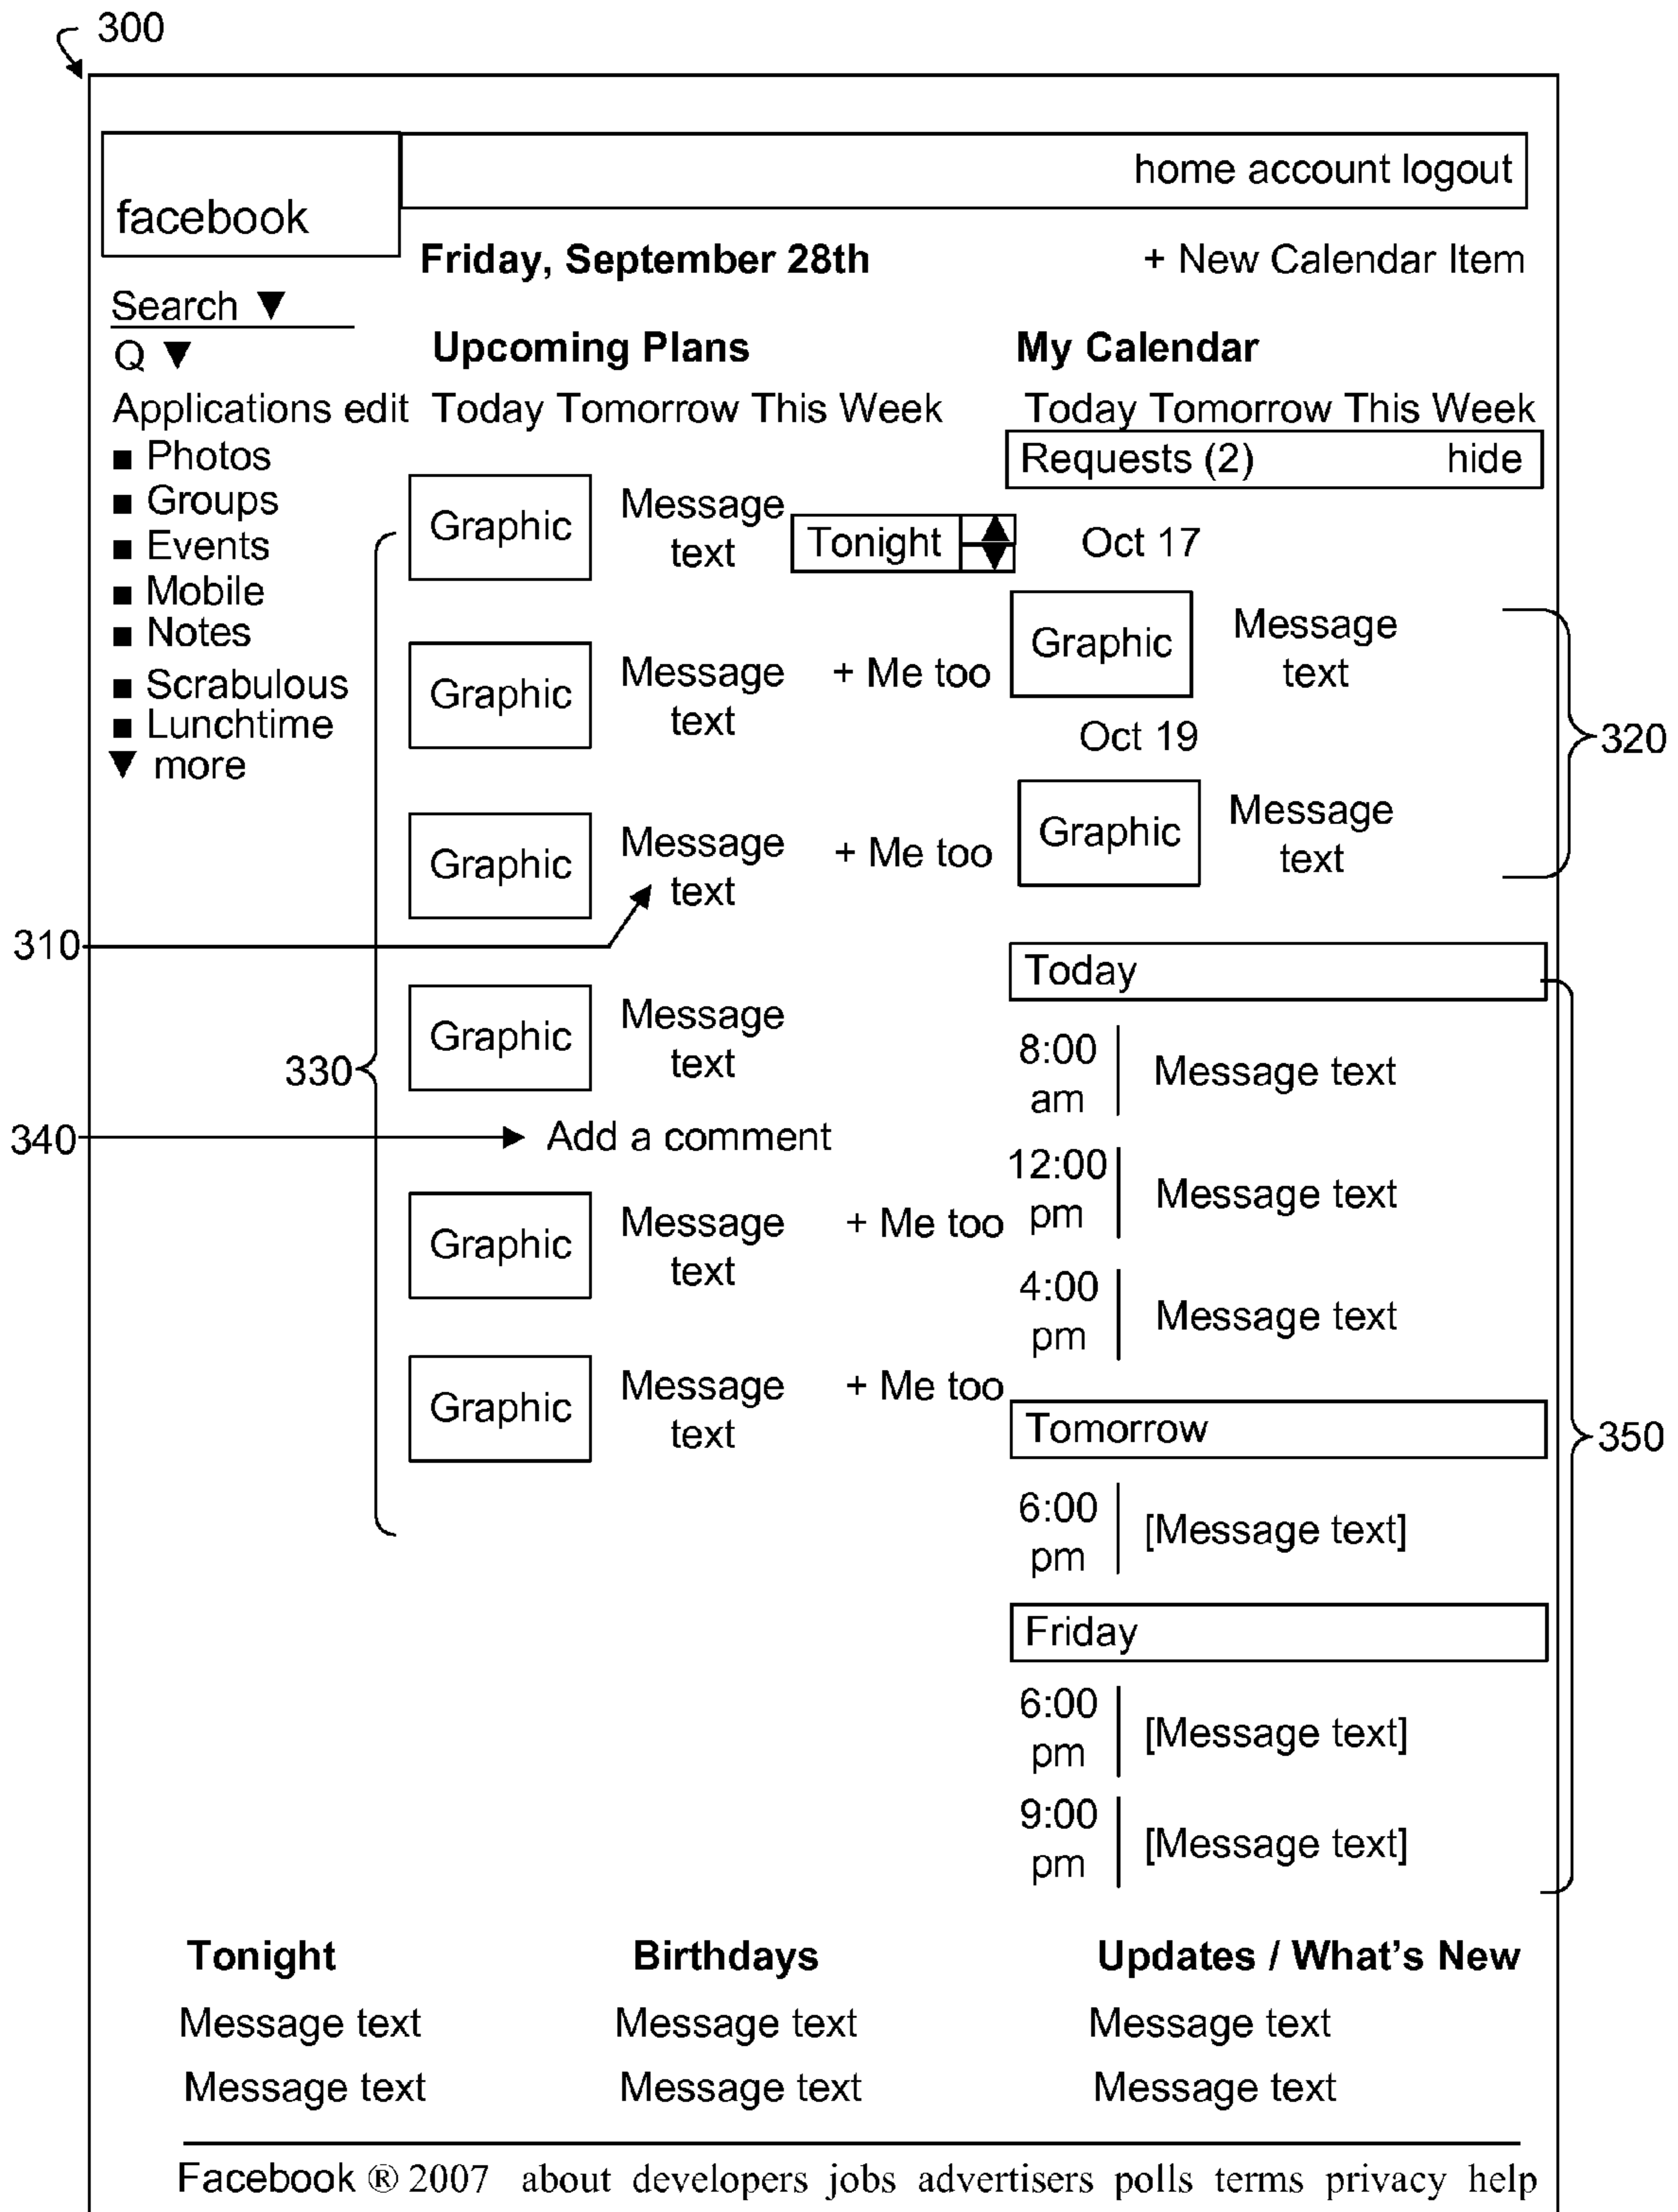 300
home account logout
facebook
Friday, September 28th
+ New Calendar Item
Search ▼
Q ▼
Applications edit
■ Photos
■ Groups
■ Events
■ Mobile
■ Notes
■ Scrabulous
■ Lunchtime
▼ more
Upcoming Plans
Today Tomorrow This Week
Graphic
Message
text
Tonight
Graphic
Message
text
+ Me too
Graphic
Message
text
+ Me too
310
Graphic
Message
text
330
340
Add a comment
Graphic
Message
text
+ Me too
Graphic
Message
text
+ Me too
My Calendar
Today Tomorrow This Week
Requests (2) hide
Oct 17
Graphic
Message
text
Oct 19
Graphic
Message
text
320
Today
8:00
am
Message text
12:00
pm
Message text
4:00
pm
Message text
Tomorrow
350
6:00
pm
[Message text]
Friday
6:00
pm
[Message text]
9:00
pm
[Message text]
Tonight
Message text
Message text
Birthdays
Message text
Message text
Updates / What's New
Message text
Message text
Facebook ® 2007 about developers jobs advertisers polls terms privacy help